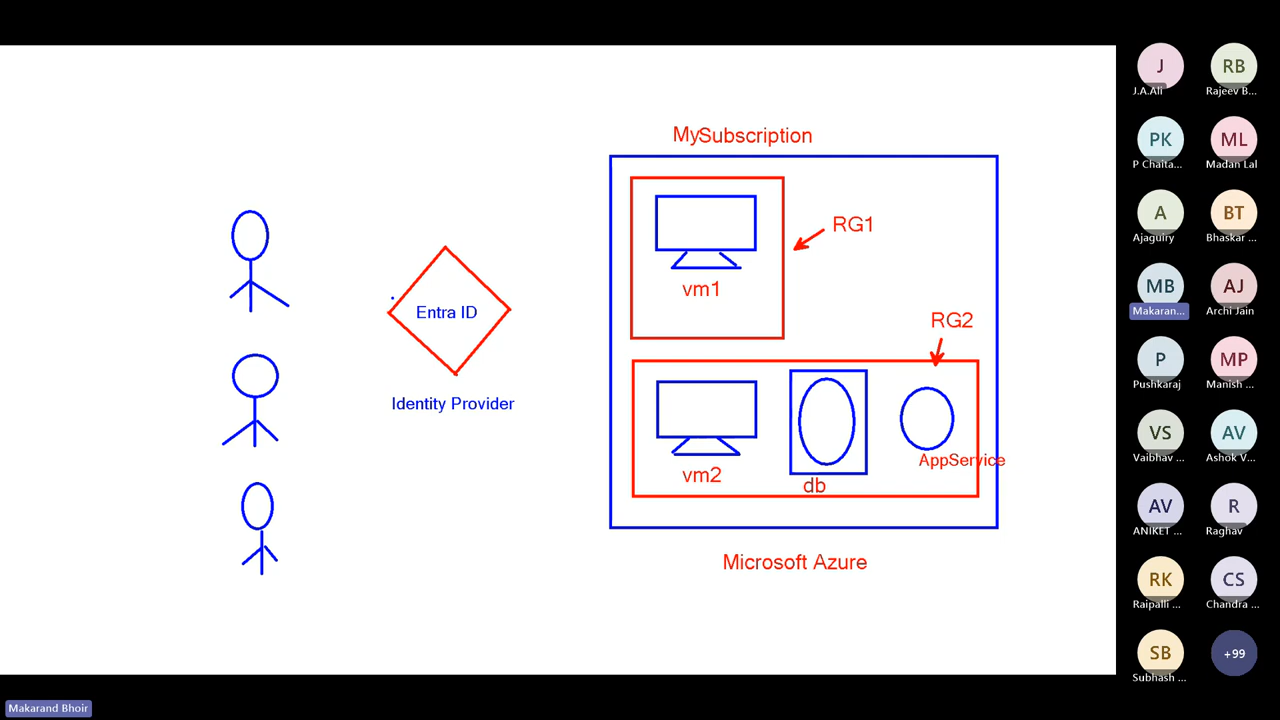 MySubscription
RG1
vm1
Entra ID
Identity Provider
RG2
vm2
db
AppService
Microsoft Azure
J
RB
J.A.Ali
Rajeev B...
PK
ML
P Chaita...
Madan Lal
A
BT
Ajaguiry
Bhaskar ...
MB
AJ
Makaran...
Archi Jain
P
MP
Pushkaraj
Manish ...
VS
AV
Vaibhav ...
Ashok V...
AV
R
ANIKET ...
Raghav
RK
CS
Raipalli ...
Chandra ...
SB
+99
Subhash ...
Makarand Bhoir